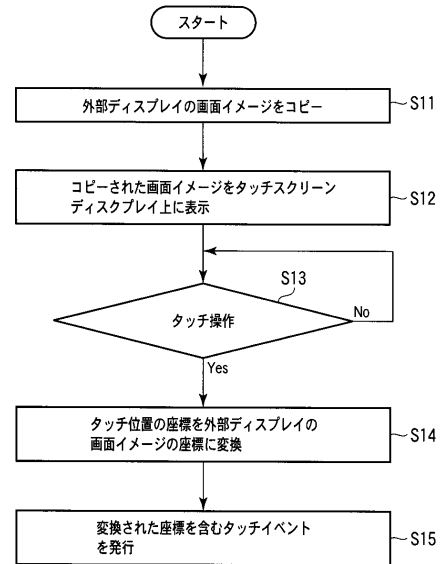 スタート
外部ディスプレイの画面イメージをコピー
S11
コピーされた画面イメージをタッチスクリーン
ディスクプレイ上に表示
S12
S13
タッチ操作
No
Yes
タッチ位置の座標を外部ディスプレイの
画面イメージの座標に変換
S14
変換された座標を含むタッチイベント
を発行
S15